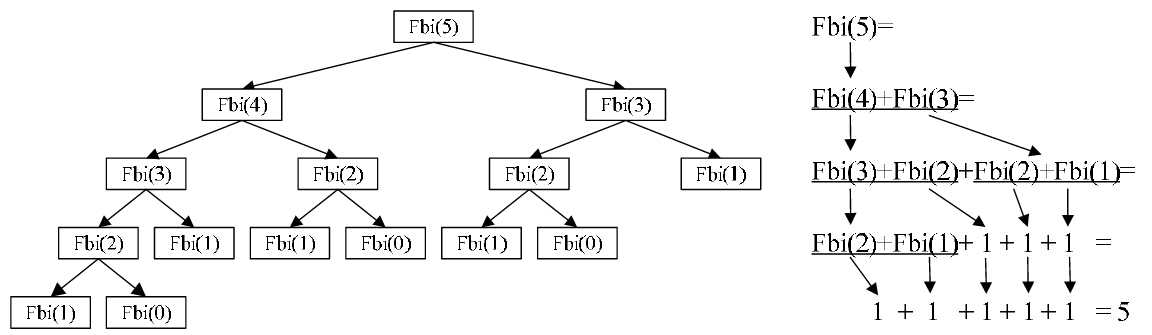 Fbi(5)
Fbi(4) Fbi(3)
Fbi(3) Fbi(2) Fbi(2) Fbi(1)
Fbi(2) Fbi(1) Fbi(1) Fbi(0) Fbi(1) Fbi(0)
Fbi(1) Fbi(0)
Fbi(5)=
Fbi(4)+Fbi(3)=
Fbi(3)+Fbi(2)+Fbi(2)+Fbi(1)=
Fbi(2)+Fbi(1)+ 1 + 1 + 1 =
1 + 1 + 1 + 1 + 1 = 5